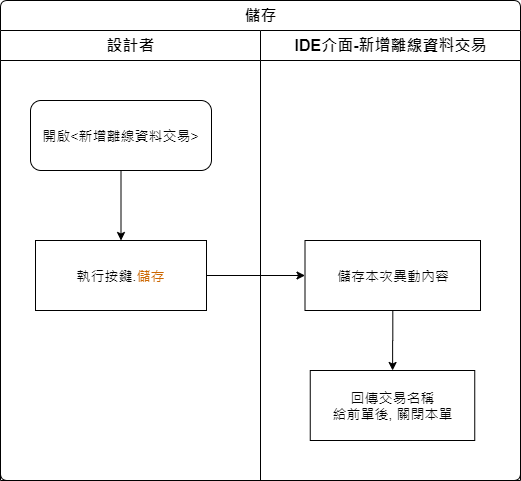 儲存
設計者
IDE介面-新增離線資料交易
開啟<新增離線資料交易>
執行按鍵.儲存
儲存本次異動內容
回傳交易名稱
給前單後, 關閉本單